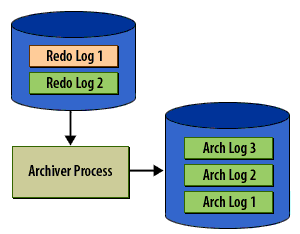 Redo Log 1
Redo Log 2
Archiver Process
Arch Log 3
Arch Log 2
Arch Log 1